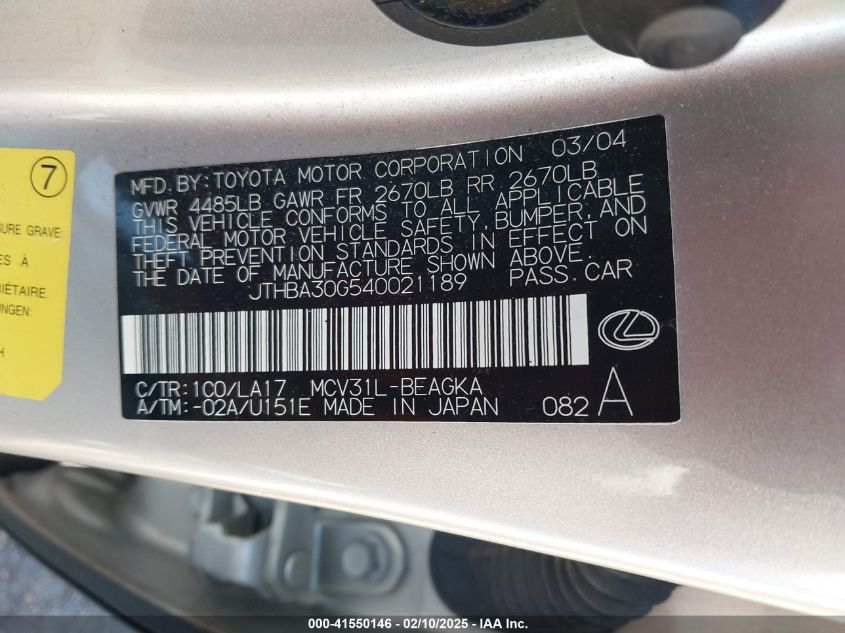 7
SURE GRAVE:
ES À
RIÉTAIRE.
UNGEN:
H
MFD. BY: TOYOTA MOTOR CORPORATION 03/04
GVWR 4485LB GAWR FR 2670LB RR 2670LB
THIS VEHICLE CONFORMS TO ALL APPLICABLE
FEDERAL MOTOR VEHICLE SAFETY, BUMPER, AND
THEFT PREVENTION STANDARDS IN EFFECT ON
THE DATE OF MANUFACTURE SHOWN ABOVE.
JTHBA30G540021189 PASS. CAR
C/TR: 1C0/LA17 MCV31L-BEAGKA
A/TM: -02A/U151E MADE IN JAPAN 082 A
000-41550146 - 02/10/2025 - IAA Inc.